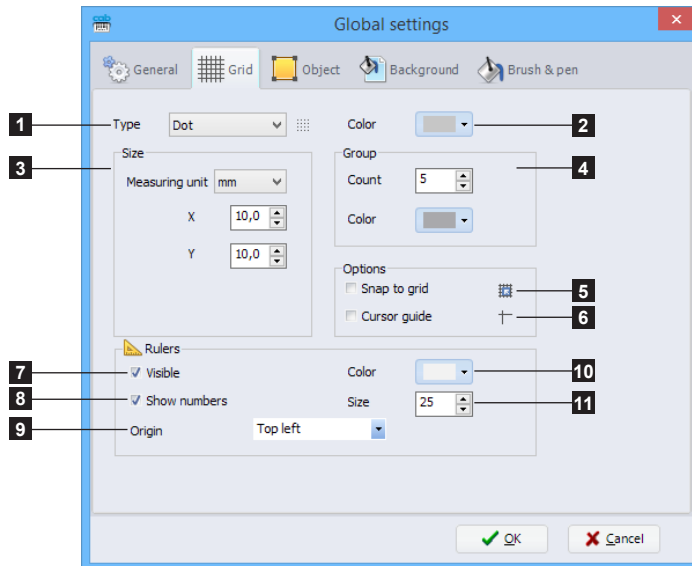 cab
Global settings
General Grid Object Background Brush & pen
1 Type Dot Color 2
3 Size Group 4
Measuring unit mm Count 5
X 10,0
Color
Y 10,0
Options
Snap to grid 5
Cursor guide 6
Rulers
7 Visible Color 10
8 Show numbers Size 25 11
9 Origin Top left
OK Cancel